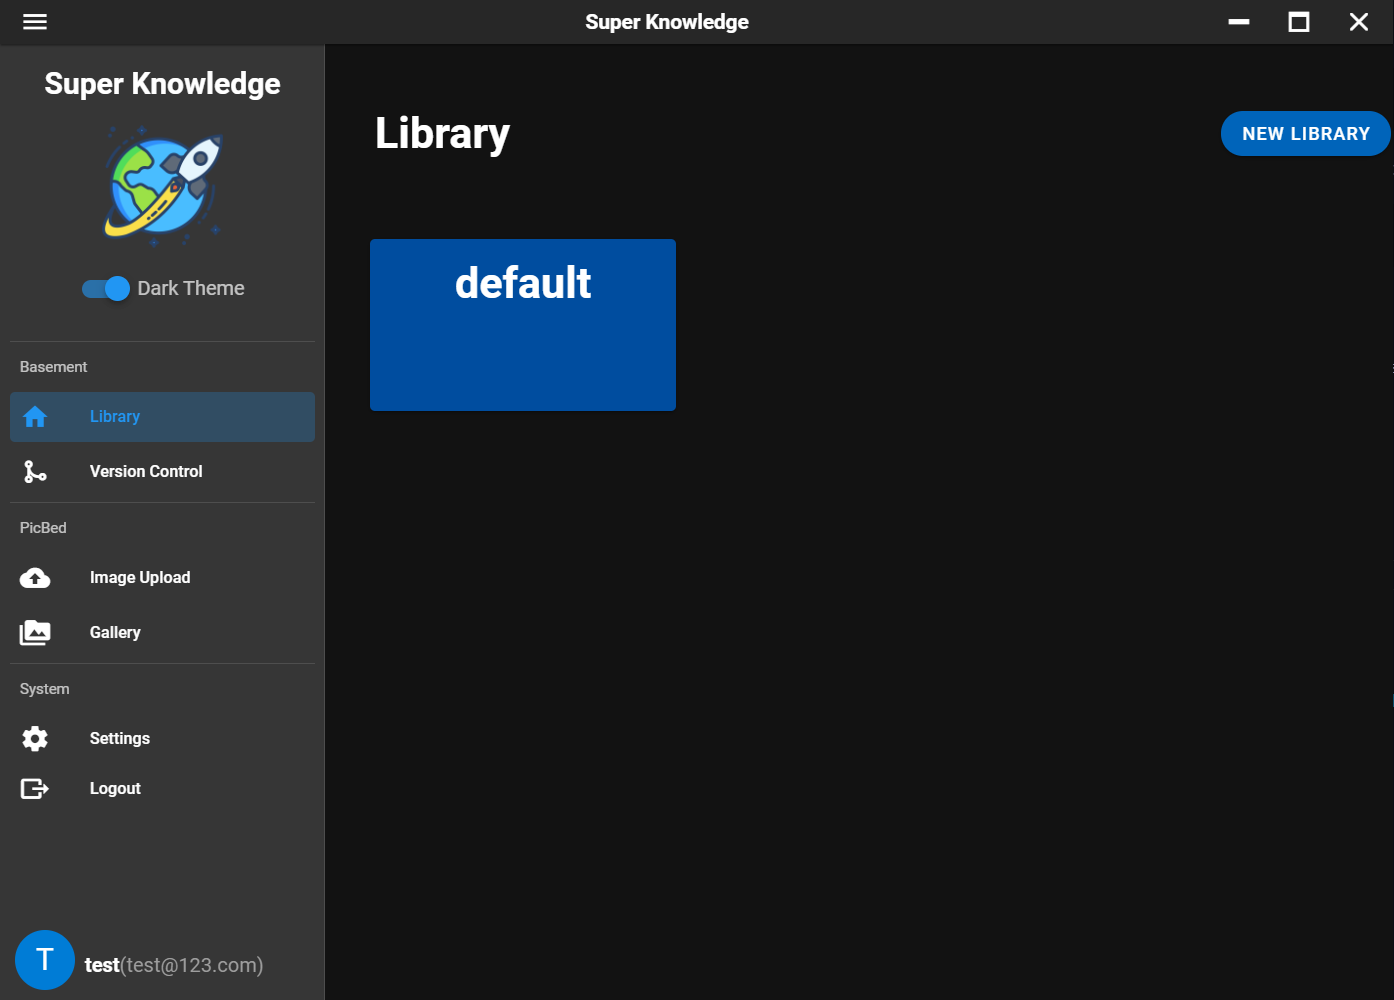 Super Knowledge
Super Knowledge
Dark Theme
Basement
Library
Version Control
PicBed
Image Upload
Gallery
System
Settings
Logout
T
test(test@123.com)
Library
NEW LIBRARY
default